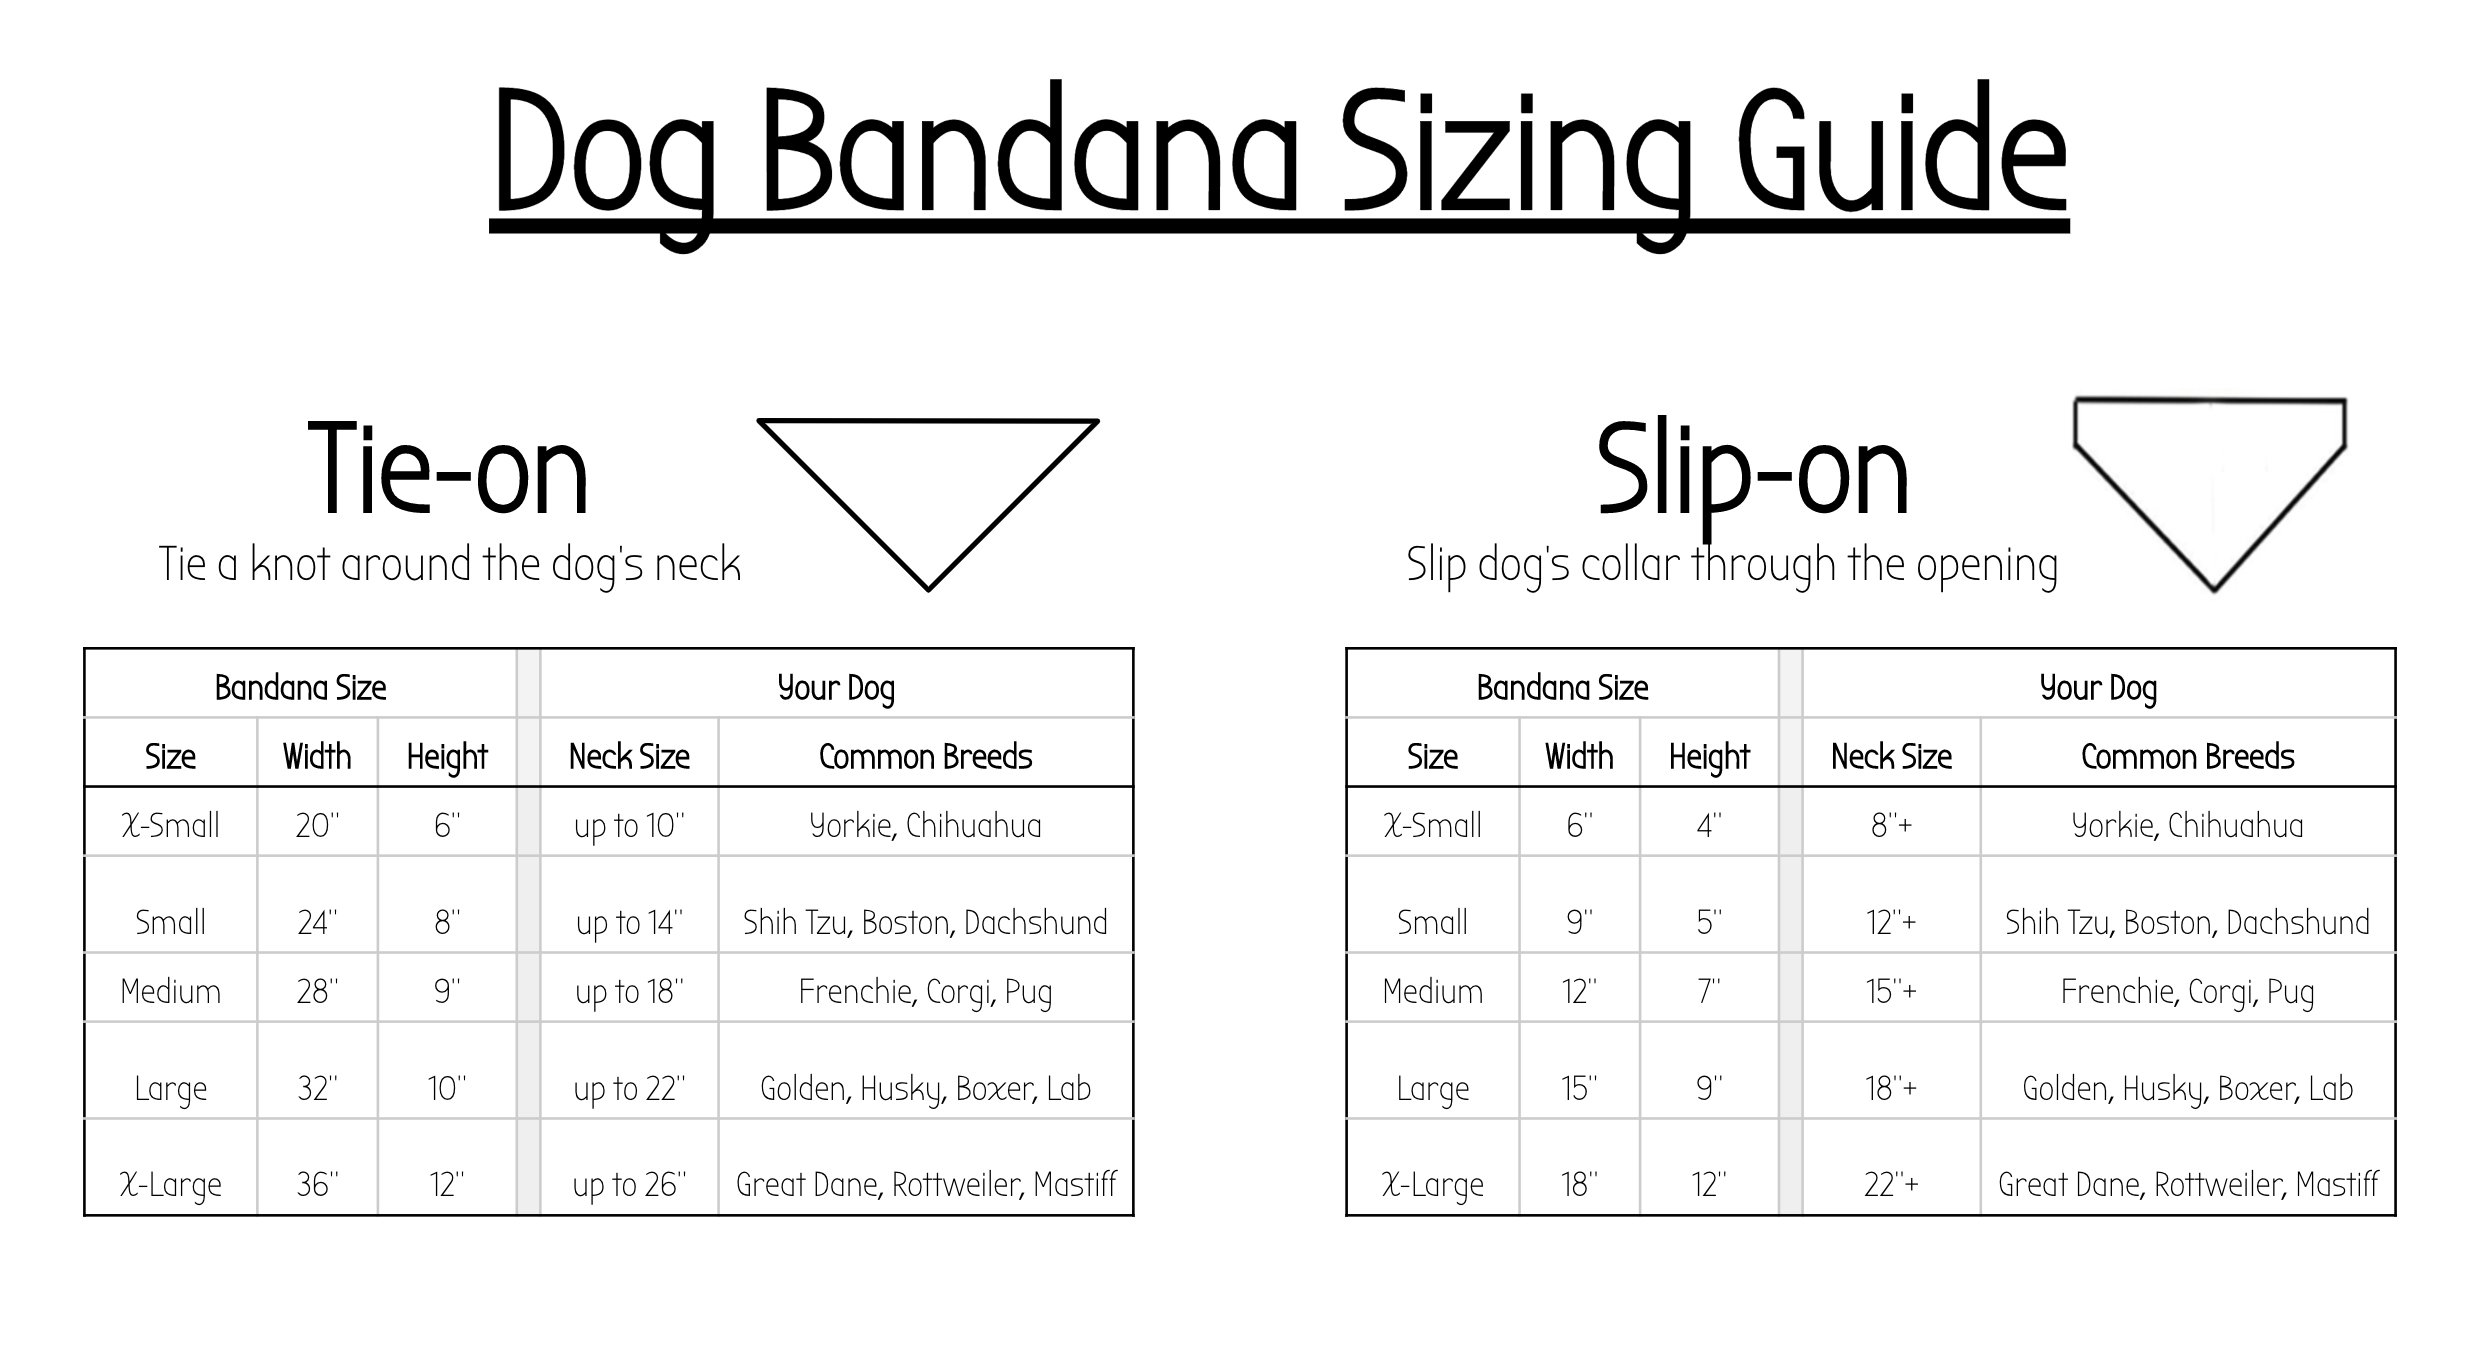 Dog Bandana Sizing Guide
Tie-on
Tie a knot around the dog's neck
Bandana Size Your Dog
Size Width Height Neck Size Common Breeds
X-Small 20" 6" up to 10" Yorkie, Chihuahua
Small 24" 8" up to 14" Shih Tzu, Boston, Dachshund
Medium 28" 9" up to 18" Frenchie, Corgi, Pug
Large 32" 10" up to 22" Golden, Husky, Boxer, Lab
X-Large 36" 12" up to 26" Great Dane, Rottweiler, Mastiff
Slip-on
Slip dog's collar through the opening
Bandana Size Your Dog
Size Width Height Neck Size Common Breeds
X-Small 6" 4" 8"+ Yorkie, Chihuahua
Small 9" 5" 12"+ Shih Tzu, Boston, Dachshund
Medium 12" 7" 15"+ Frenchie, Corgi, Pug
Large 15" 9" 18"+ Golden, Husky, Boxer, Lab
X-Large 18" 12" 22"+ Great Dane, Rottweiler, Mastiff